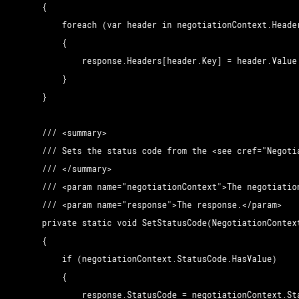 {
foreach (var header in negotiationContext.Header
{
response.Headers[header.Key] = header.Value
}
}
/// <summary>
/// Sets the status code from the <see cref="Negotia
/// </summary>
/// <param name="negotiationContext">The negotiation
/// <param name="response">The response.</param>
private static void SetStatusCode(NegotiationContext
{
if (negotiationContext.StatusCode.HasValue)
{
response.StatusCode = negotiationContext.Sta